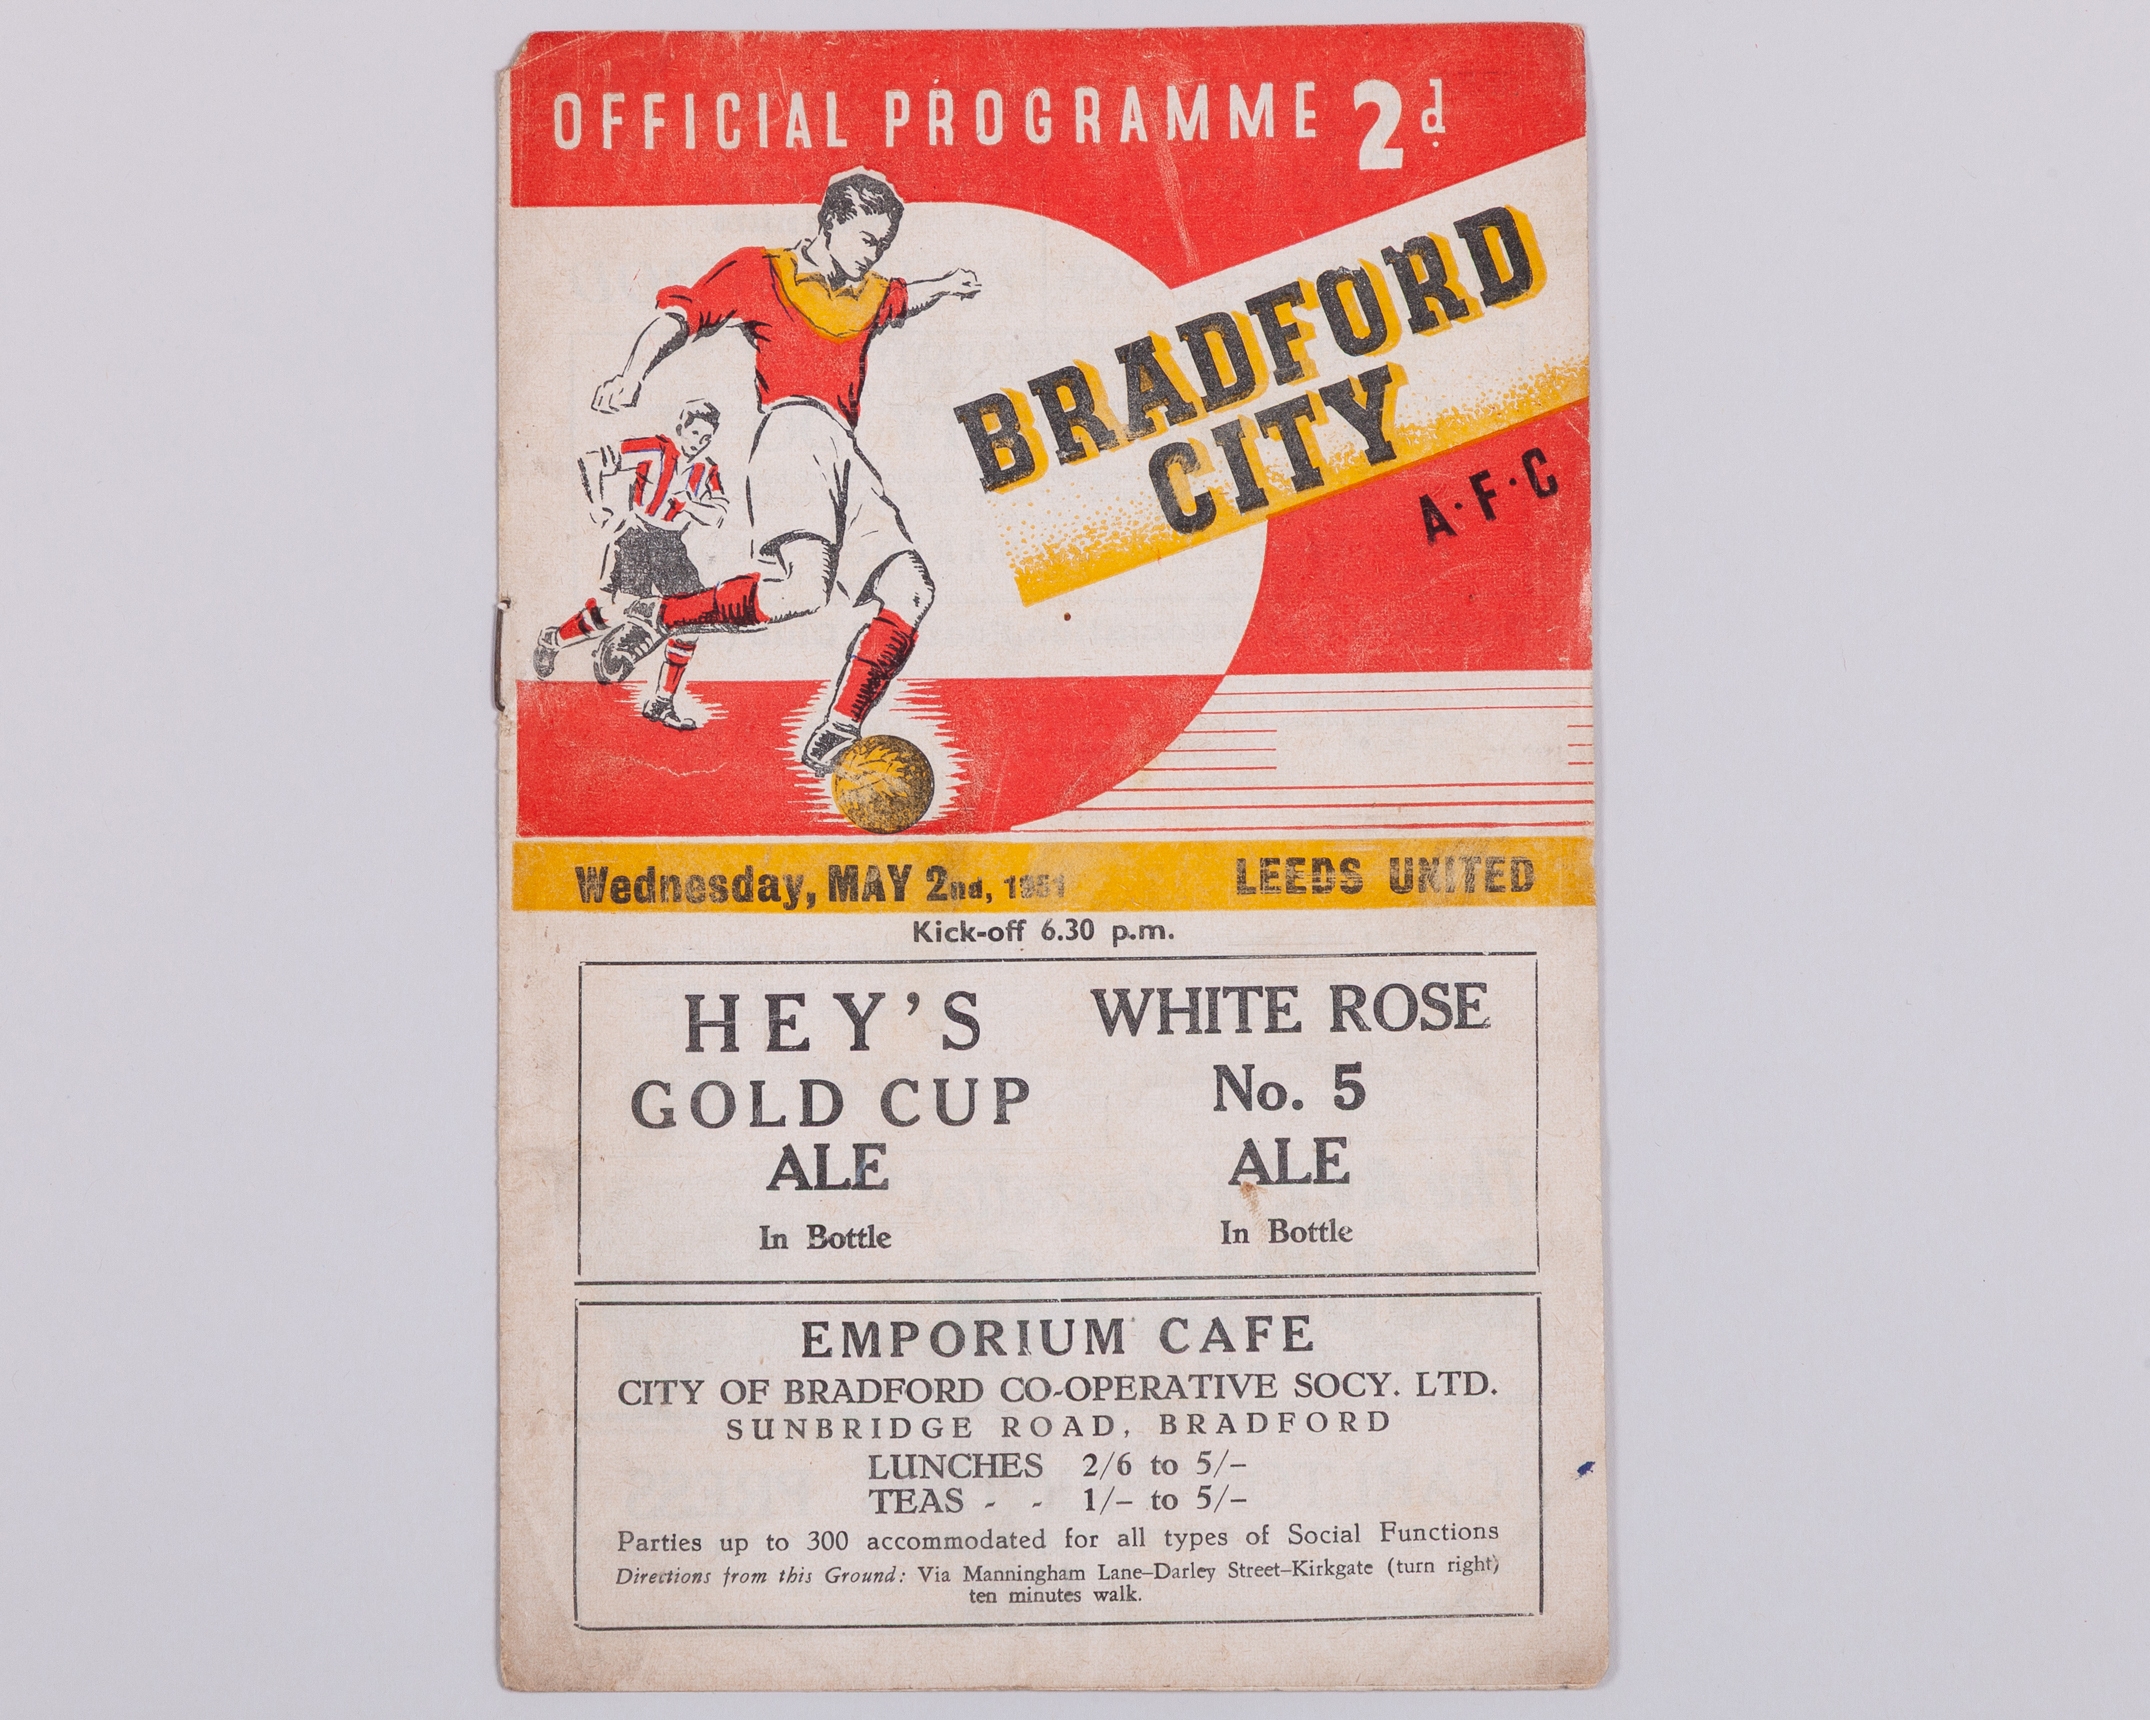 OFFICIAL PROGRAMME 2d.
BRADFORD
CITY
A·F·C
Wednesday, MAY 2nd, 1951
LEEDS UNITED
Kick-off 6.30 p.m.
HEY'S
GOLD CUP
ALE
In Bottle
WHITE ROSE
No. 5
ALE
In Bottle
EMPORIUM CAFE
CITY OF BRADFORD CO-OPERATIVE SOCY. LTD.
SUNBRIDGE ROAD, BRADFORD
LUNCHES 2/6 to 5/–
TEAS - - 1/– to 5/–
Parties up to 300 accommodated for all types of Social Functions
Directions from this Ground: Via Manningham Lane–Darley Street–Kirkgate (turn right)
ten minutes walk.